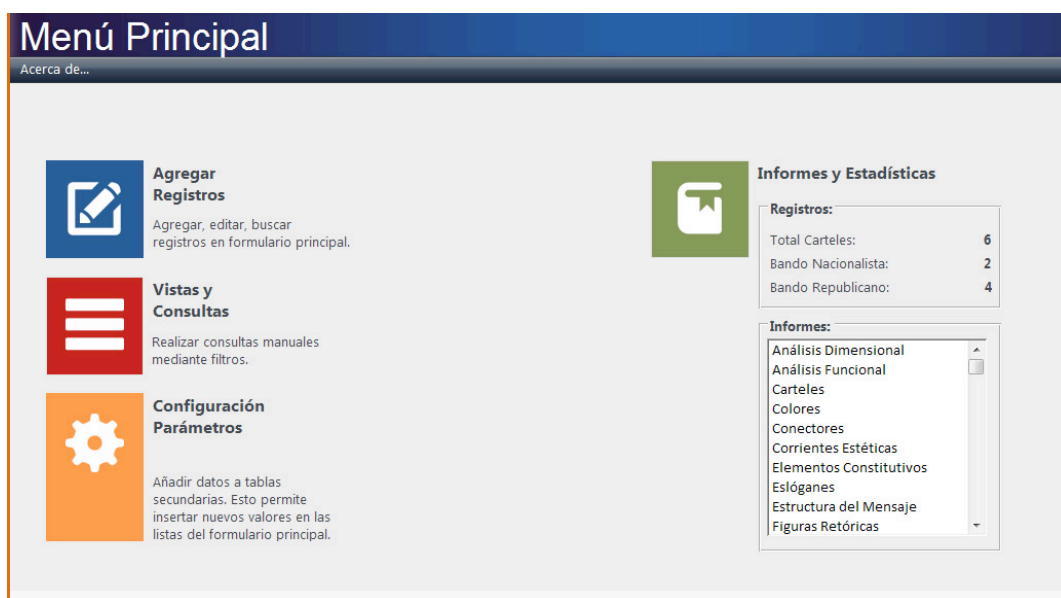 Menú Principal
Acerca de...
Agregar
Registros
Agregar, editar, buscar
registros en formulario principal.
Vistas y
Consultas
Realizar consultas manuales
mediante filtros.
Configuración
Parámetros
Añadir datos a tablas
secundarias. Esto permite
insertar nuevos valores en las
listas del formulario principal.
Informes y Estadísticas
Registros:
Total Carteles: 6
Bando Nacionalista: 2
Bando Republicano: 4
Informes:
Análisis Dimensional
Análisis Funcional
Carteles
Colores
Conectores
Corrientes Estéticas
Elementos Constitutivos
Eslóganes
Estructura del Mensaje
Figuras Retóricas